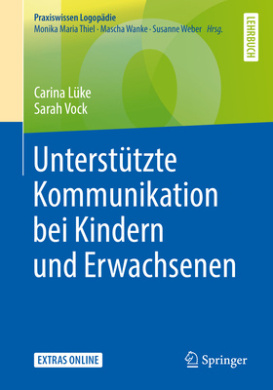 Praxiswissen Logopädie
Monika Maria Thiel · Mascha Wanke · Susanne Weber Hrsg.
LEHRBUCH
Carina Lüke
Sarah Vock
Unterstützte
Kommunikation
bei Kindern
und Erwachsenen
EXTRAS ONLINE
Springer